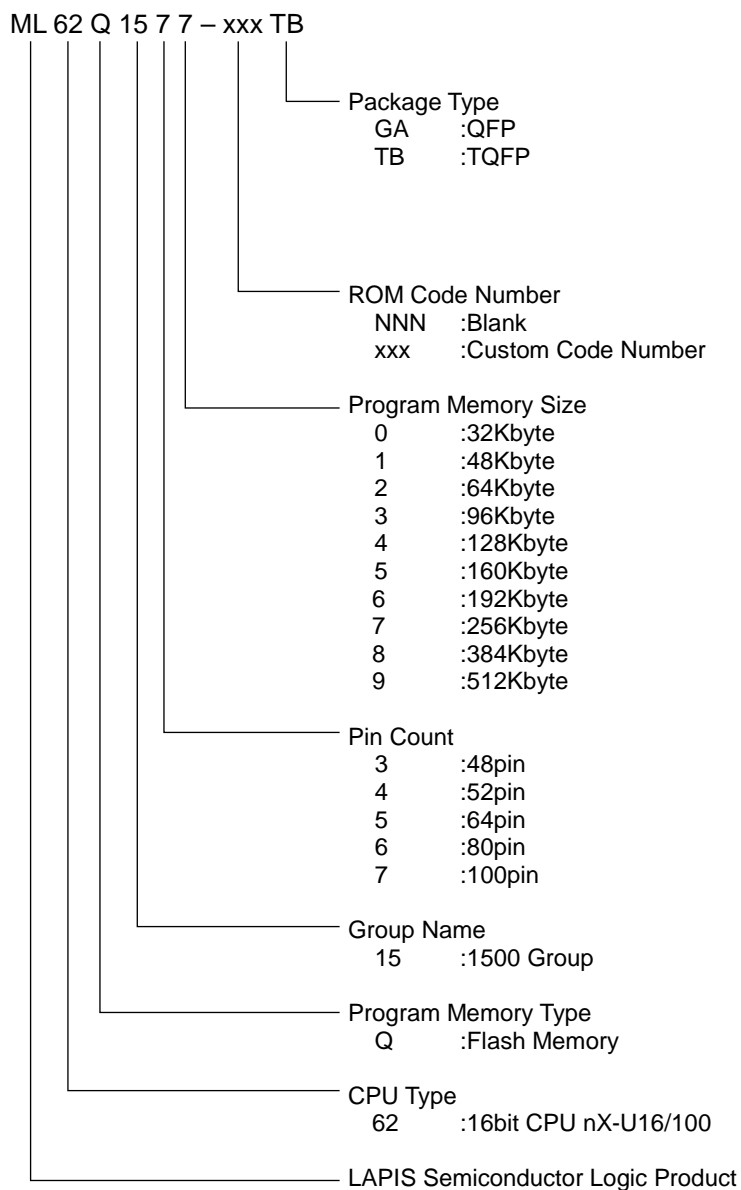 ML 62 Q 15 7 7 – xxx TB
Package Type
GA :QFP
TB :TQFP
ROM Code Number
NNN :Blank
xxx :Custom Code Number
Program Memory Size
0 :32Kbyte
1 :48Kbyte
2 :64Kbyte
3 :96Kbyte
4 :128Kbyte
5 :160Kbyte
6 :192Kbyte
7 :256Kbyte
8 :384Kbyte
9 :512Kbyte
Pin Count
3 :48pin
4 :52pin
5 :64pin
6 :80pin
7 :100pin
Group Name
15 :1500 Group
Program Memory Type
Q :Flash Memory
CPU Type
62 :16bit CPU nX-U16/100
LAPIS Semiconductor Logic Product